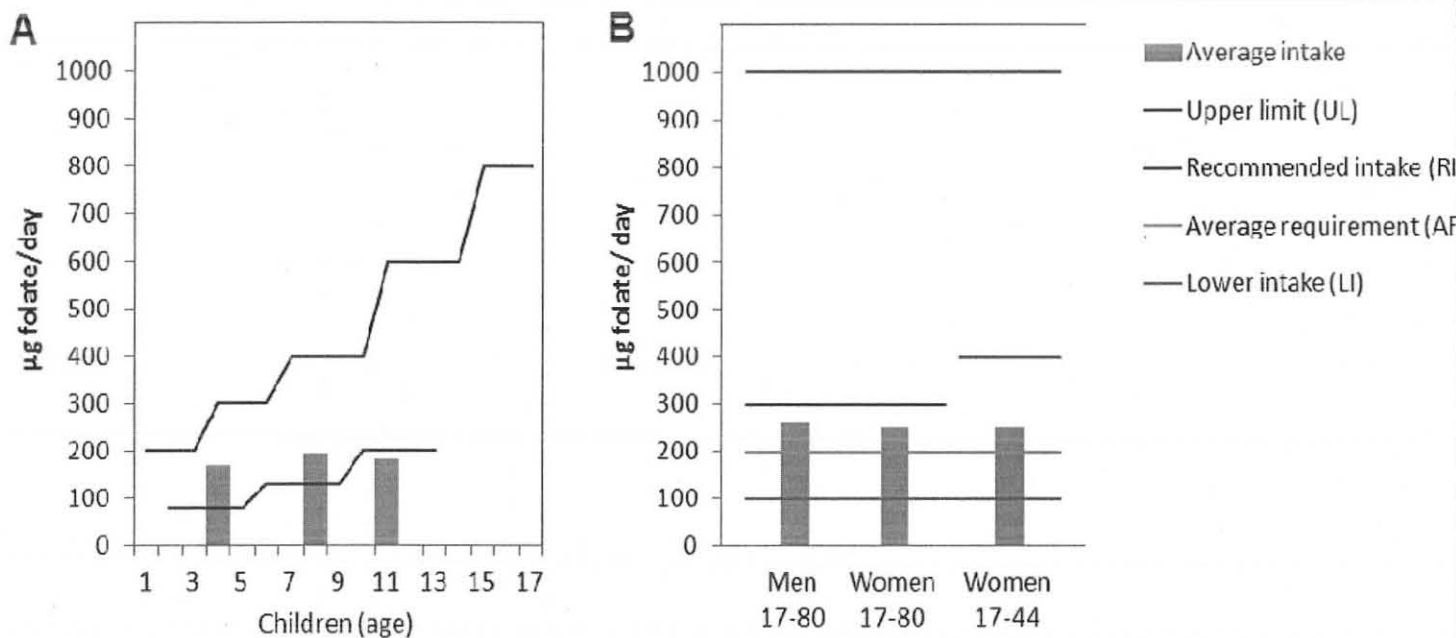 A
µg folate/day
1000
900
800
700
600
500
400
300
200
100
0
1 3 5 7 9 11 13 15 17
Children (age)
B
µg folate/ day
1000
900
800
700
600
500
400
300
200
100
0
Men Women Women
17-80 17-80 17-44
Average intake
Upper limit (UL)
Recommended intake (RI
Average requirement (AR
Lower intake (LI)